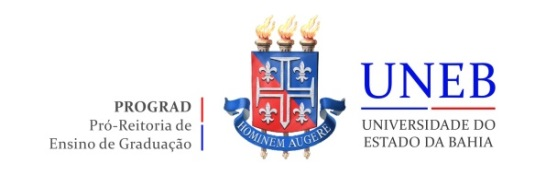 PROGRAD
Pró-Reitoria de
Ensino de Graduação
HOMINEM AUGERE
UNEB
UNIVERSIDADE DO
ESTADO DA BAHIA